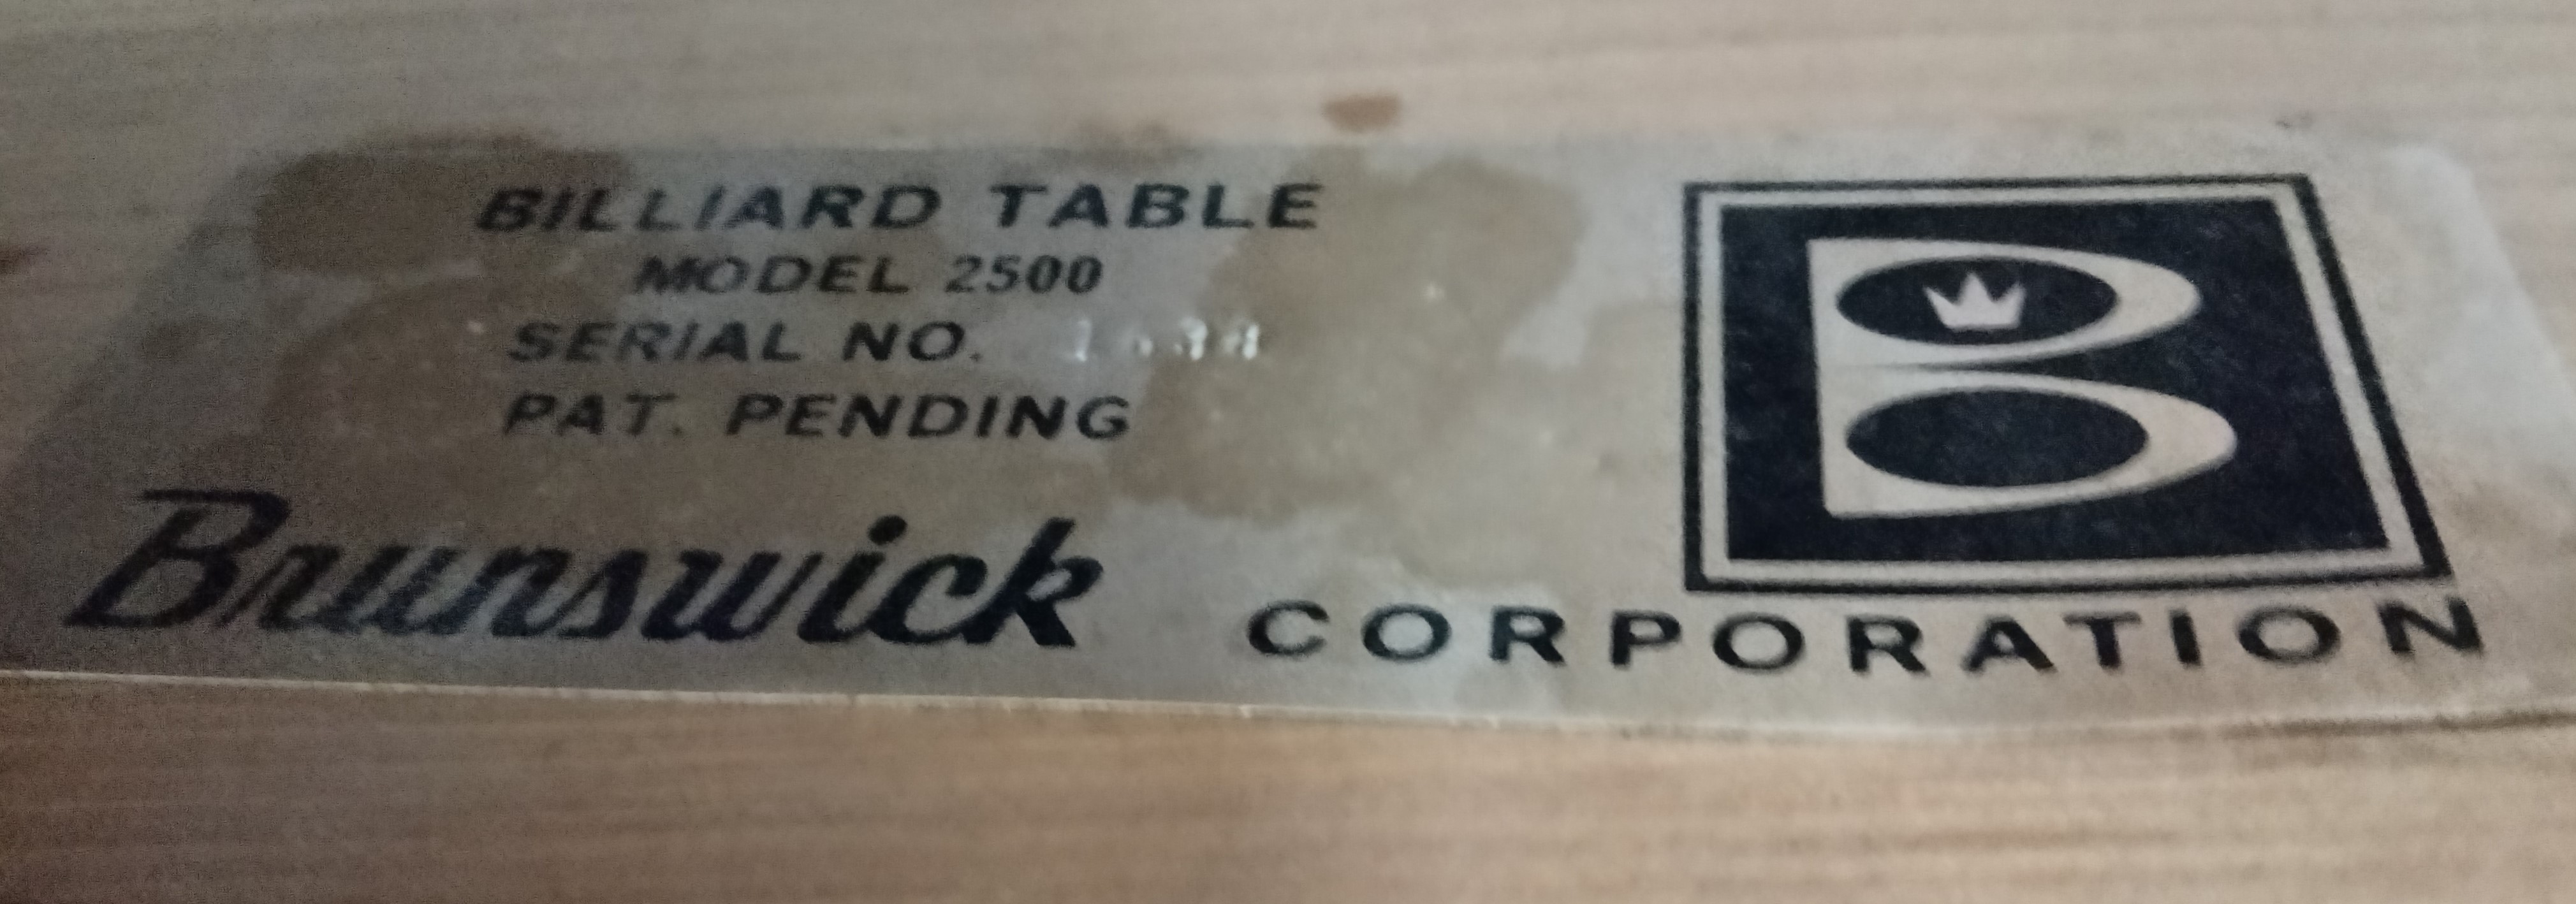 BILLIARD TABLE
MODEL 2500
SERIAL NO.
PAT. PENDING
Brunswick CORPORATION
B